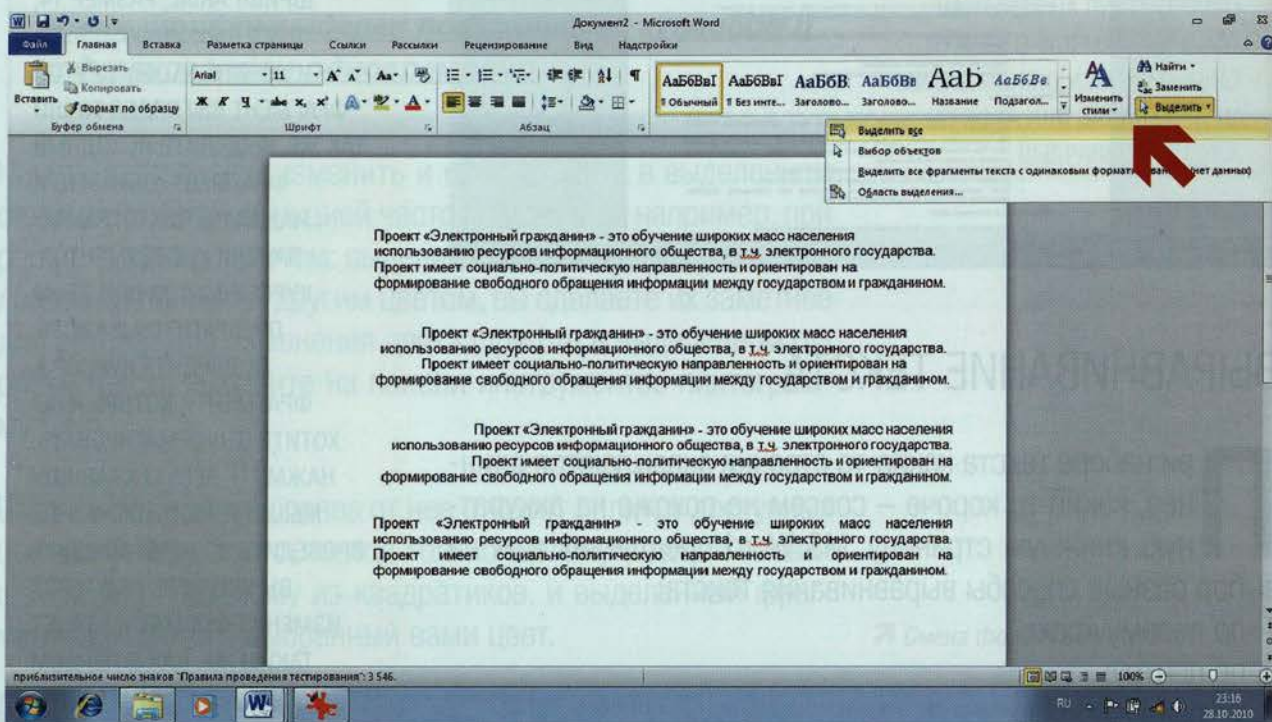 Документ2 - Microsoft Word
Файл Главная Вставка Разметка страницы Ссылки Рассылки Рецензирование Вид Надстройки
Вставить
Вырезать
Копировать
Формат по образцу
Буфер обмена
Arial 11
Ж К Ч abc
Шрифт
Абзац
АаБбВвГ АаБбВвГ АаБбВ АаБбВв АаЬ АаБбВв
Обычный Без инте... Заголово... Заголово... Название Подзагол...
Изменить стили
Найти
Заменить
Выделить
Выделить все
Выбор объектов
Выделить все фрагменты текста с одинаковым (нет данных)
Область выделения...
Проект «Электронный гражданин» - это обучение широких масс населения
использованию ресурсов информационного общества, в т.ч. электронного государства.
Проект имеет социально-политическую направленность и ориентирован на
формирование свободного обращения информации между государством и гражданином.
Проект «Электронный гражданин» - это обучение широких масс населения
использованию ресурсов информационного общества, в т.ч. электронного государства.
Проект имеет социально-политическую направленность и ориентирован на
формирование свободного обращения информации между государством и гражданином.
Проект «Электронный гражданин» - это обучение широких масс населения
использованию ресурсов информационного общества, в т.ч. электронного государства.
Проект имеет социально-политическую направленность и ориентирован на
формирование свободного обращения информации между государством и гражданином.
Проект «Электронный гражданин» - это обучение широких масс населения
использованию ресурсов информационного общества, в т.ч. электронного государства.
Проект имеет социально-политическую направленность и ориентирован на
формирование свободного обращения информации между государством и гражданином.
приблизительное число знаков "Правила проведения тестирования": 3 546.
100%
RU
23:16
28.10.2010